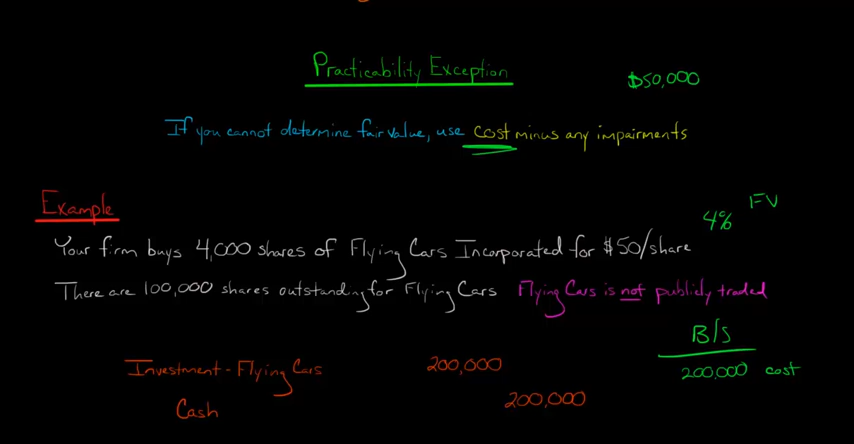 Practicability Exception
$50,000
If you cannot determine fair value, use cost minus any impairments
Example
4% FV
Your firm buys 4,000 shares of Flying Cars Incorporated for $50/share
There are 100,000 shares outstanding for Flying Cars Flying Cars is not publicly traded
B/S
Investment - Flying Cars 200,000
200,000 cost
Cash 200,000